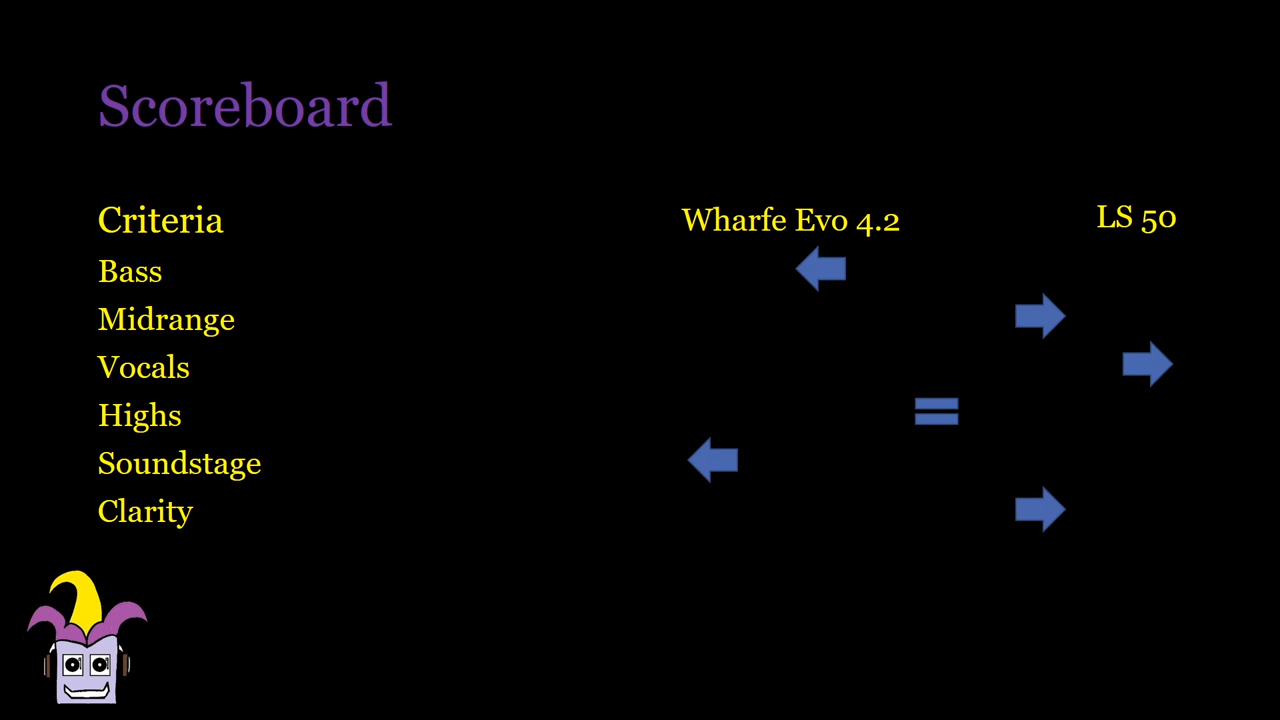 Scoreboard
Criteria Wharfe Evo 4.2 LS 50
Bass
Midrange
Vocals
Highs
Soundstage
Clarity